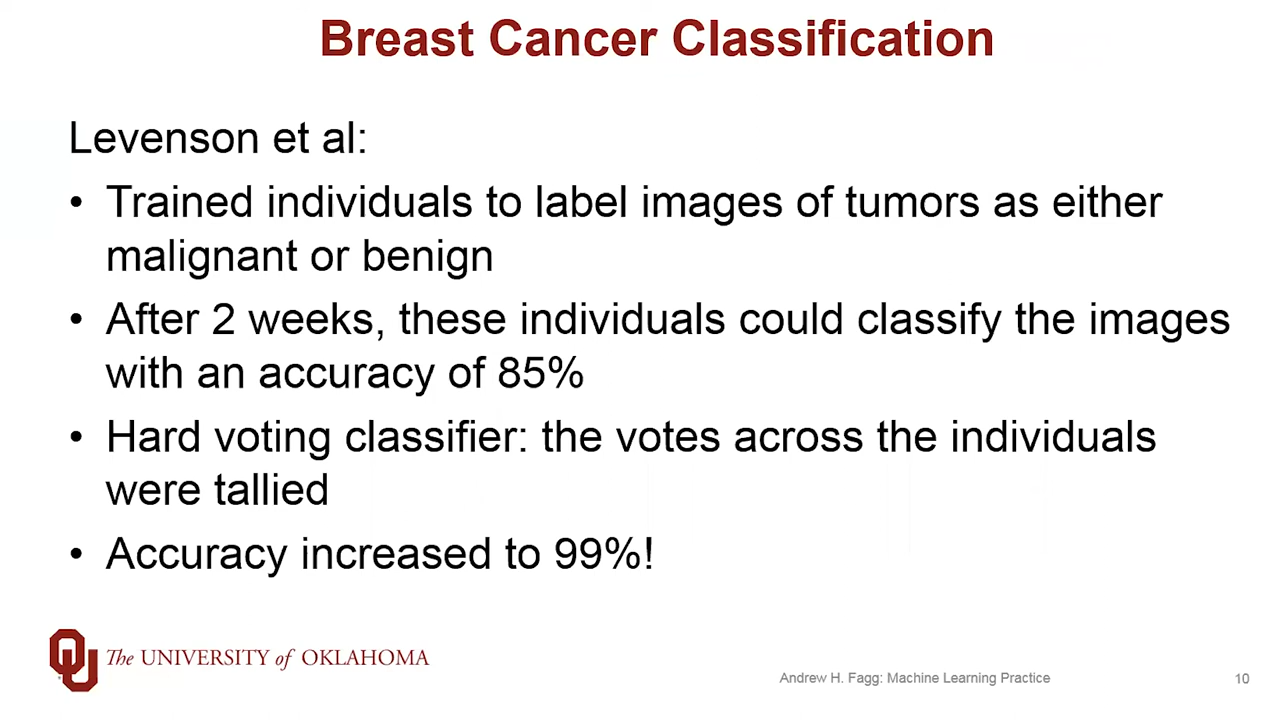 Breast Cancer Classification
Levenson et al:
• Trained individuals to label images of tumors as either
malignant or benign
• After 2 weeks, these individuals could classify the images
with an accuracy of 85%
• Hard voting classifier: the votes across the individuals
were tallied
• Accuracy increased to 99%!
The UNIVERSITY of OKLAHOMA
Andrew H. Fagg: Machine Learning Practice
10